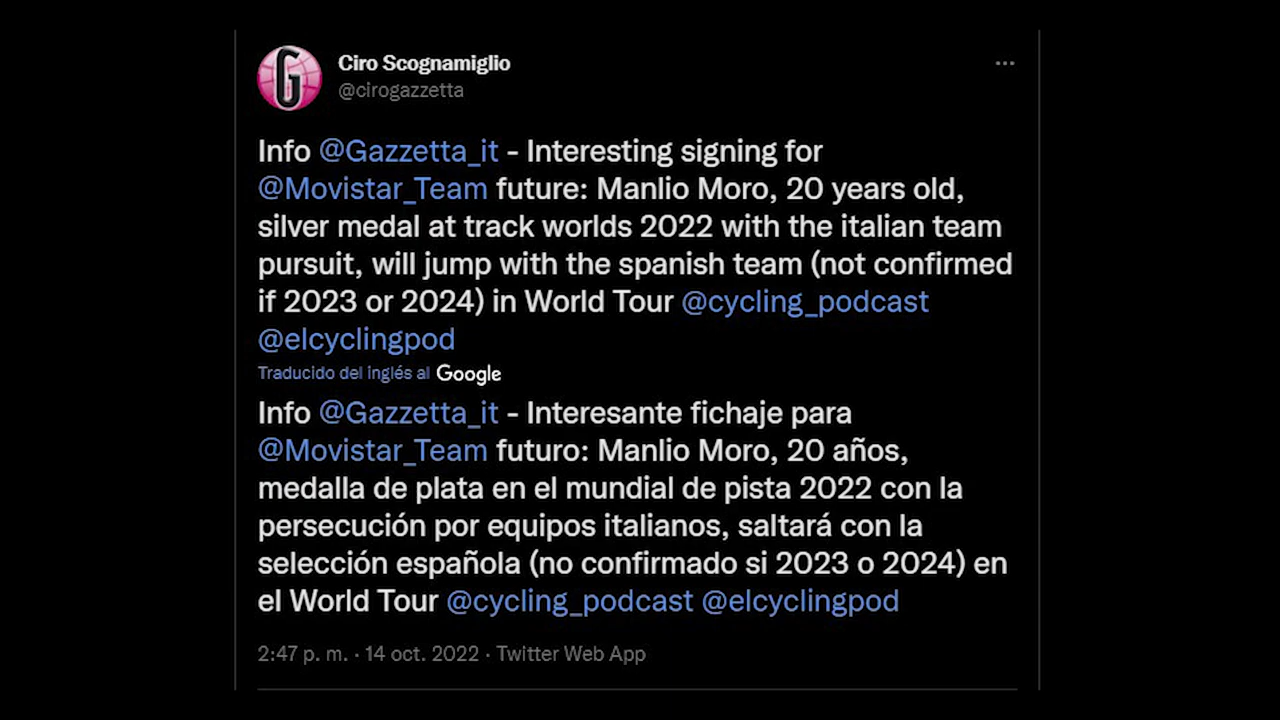 Ciro Scognamiglio
@cirogazzetta
Info @Gazzetta_it - Interesting signing for
@Movistar_Team future: Manlio Moro, 20 years old,
silver medal at track worlds 2022 with the italian team
pursuit, will jump with the spanish team (not confirmed
if 2023 or 2024) in World Tour @cycling_podcast
@elcyclingpod
Traducido del inglés al Google
Info @Gazzetta_it - Interesante fichaje para
@Movistar_Team futuro: Manlio Moro, 20 años,
medalla de plata en el mundial de pista 2022 con la
persecución por equipos italianos, saltará con la
selección española (no confirmado si 2023 o 2024) en
el World Tour @cycling_podcast @elcyclingpod
2:47 p. m. · 14 oct. 2022 · Twitter Web App